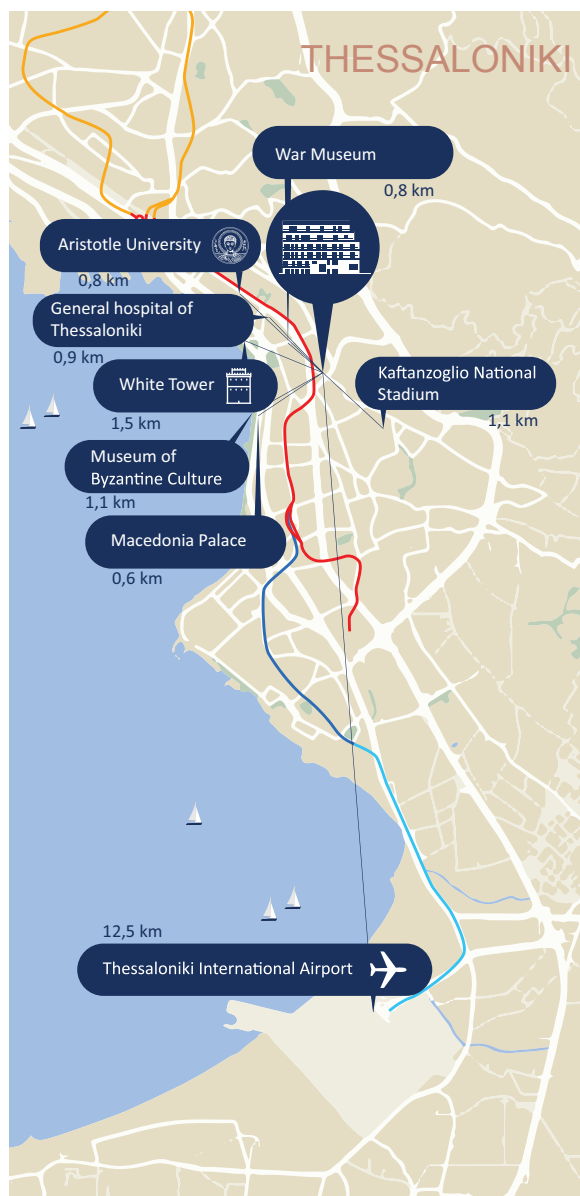 THESSALONIKI
War Museum
0,8 km
Aristotle University
0,8 km
General hospital of
Thessaloniki
0,9 km
White Tower
1,5 km
Kaftanzoglio National
Stadium
1,1 km
Museum of
Byzantine Culture
1,1 km
Macedonia Palace
0,6 km
12,5 km
Thessaloniki International Airport